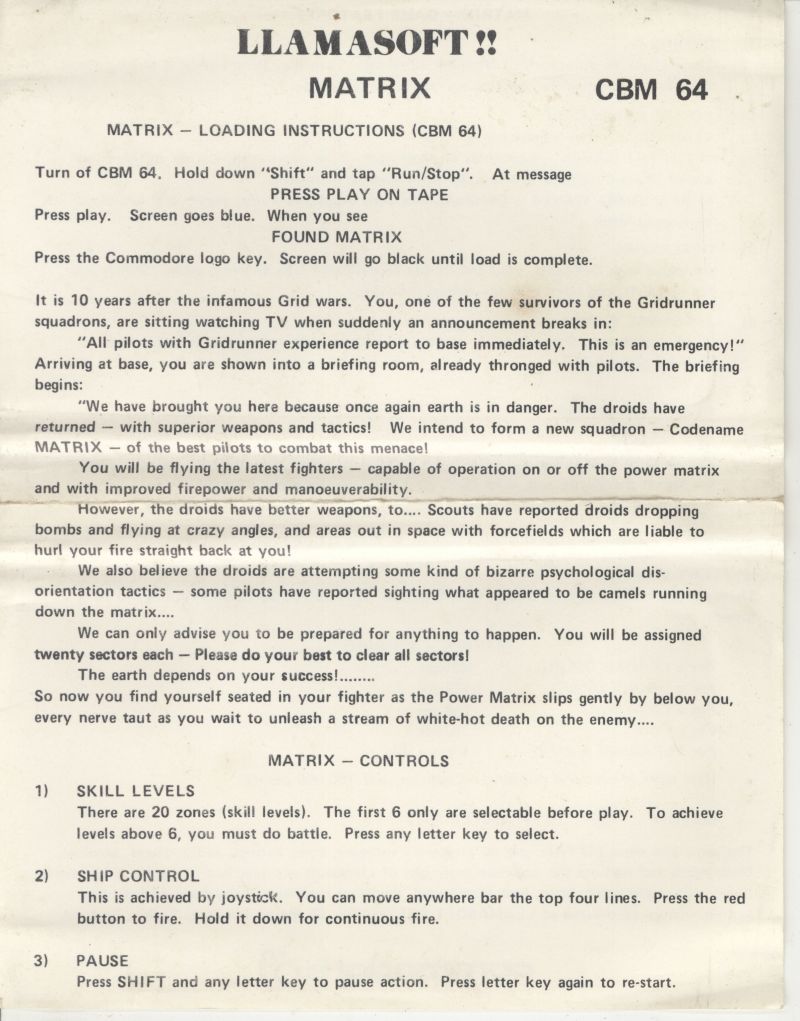 LLAMASOFT!!
MATRIX CBM 64
MATRIX — LOADING INSTRUCTIONS (CBM 64)
Turn of CBM 64. Hold down "Shift" and tap "Run/Stop". At message
PRESS PLAY ON TAPE
Press play. Screen goes blue. When you see
FOUND MATRIX
Press the Commodore logo key. Screen will go black until load is complete.
It is 10 years after the infamous Grid wars. You, one of the few survivors of the Gridrunner
squadrons, are sitting watching TV when suddenly an announcement breaks in:
"All pilots with Gridrunner experience report to base immediately. This is an emergency!"
Arriving at base, you are shown into a briefing room, already thronged with pilots. The briefing
begins:
"We have brought you here because once again earth is in danger. The droids have
returned — with superior weapons and tactics! We intend to form a new squadron — Codename
MATRIX — of the best pilots to combat this menace!
You will be flying the latest fighters — capable of operation on or off the power matrix
and with improved firepower and manoeuverability.
However, the droids have better weapons, to.... Scouts have reported droids dropping
bombs and flying at crazy angles, and areas out in space with forcefields which are liable to
hurl your fire straight back at you!
We also believe the droids are attempting some kind of bizarre psychological dis-
orientation tactics — some pilots have reported sighting what appeared to be camels running
down the matrix....
We can only advise you to be prepared for anything to happen. You will be assigned
twenty sectors each — Please do your best to clear all sectors!
The earth depends on your success!........
So now you find yourself seated in your fighter as the Power Matrix slips gently by below you,
every nerve taut as you wait to unleash a stream of white-hot death on the enemy....
MATRIX — CONTROLS
1) SKILL LEVELS
There are 20 zones (skill levels). The first 6 only are selectable before play. To achieve
levels above 6, you must do battle. Press any letter key to select.
2) SHIP CONTROL
This is achieved by joystick. You can move anywhere bar the top four lines. Press the red
button to fire. Hold it down for continuous fire.
3) PAUSE
Press SHIFT and any letter key to pause action. Press letter key again to re-start.